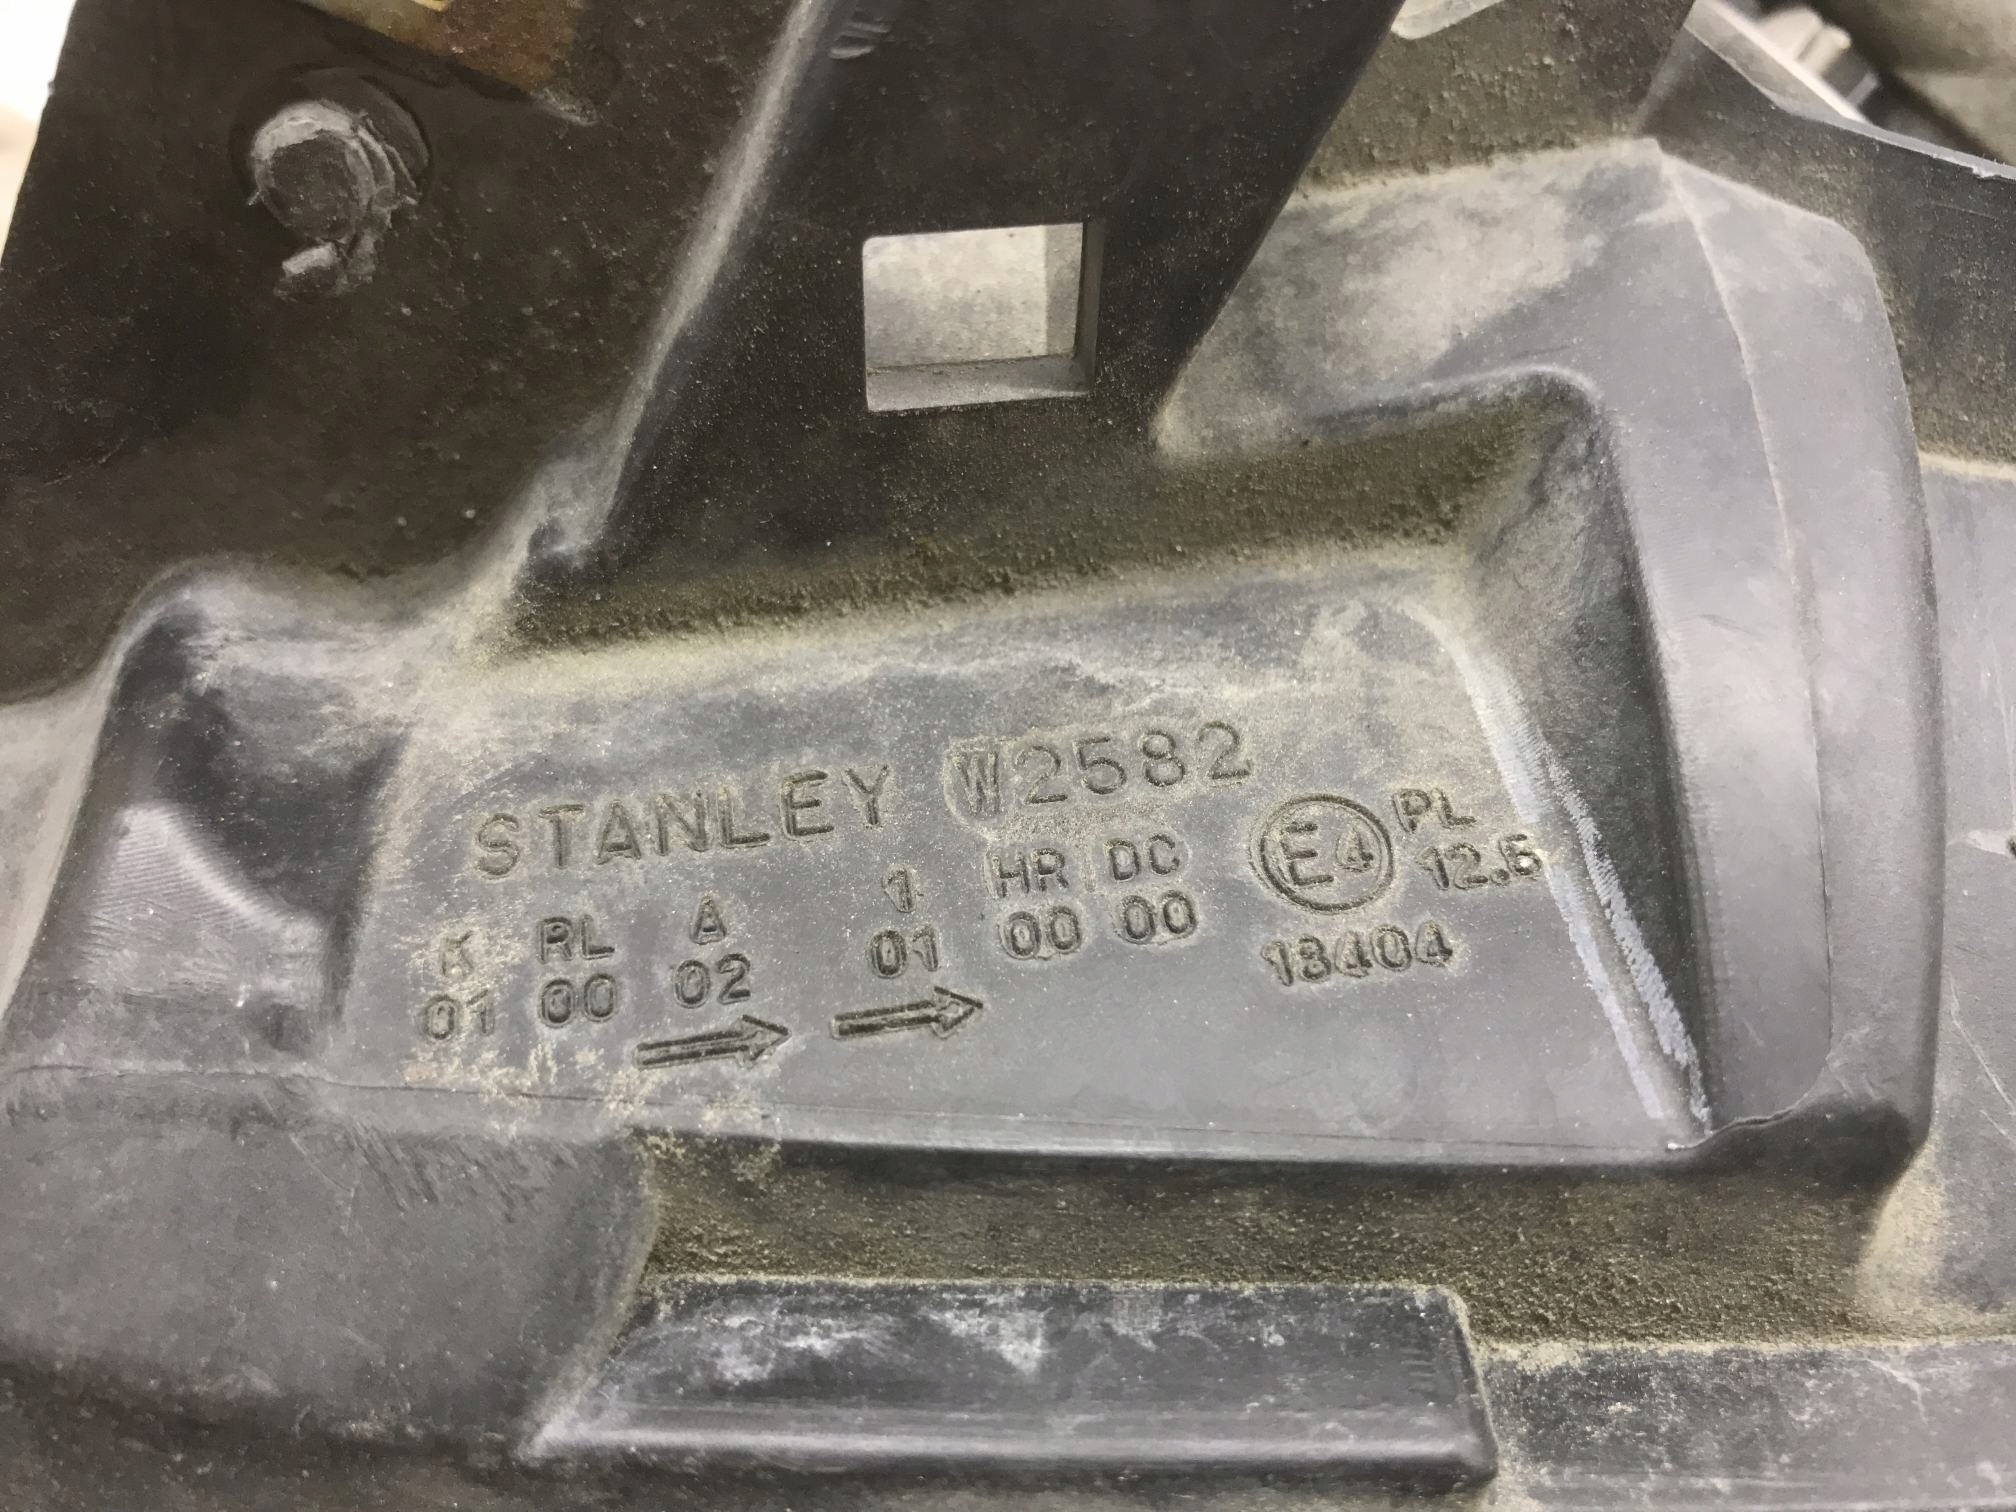 STANLEY W2582
K RL A 1 HR DC E4 PL
01 00 02 01 00 00 12.5
13404